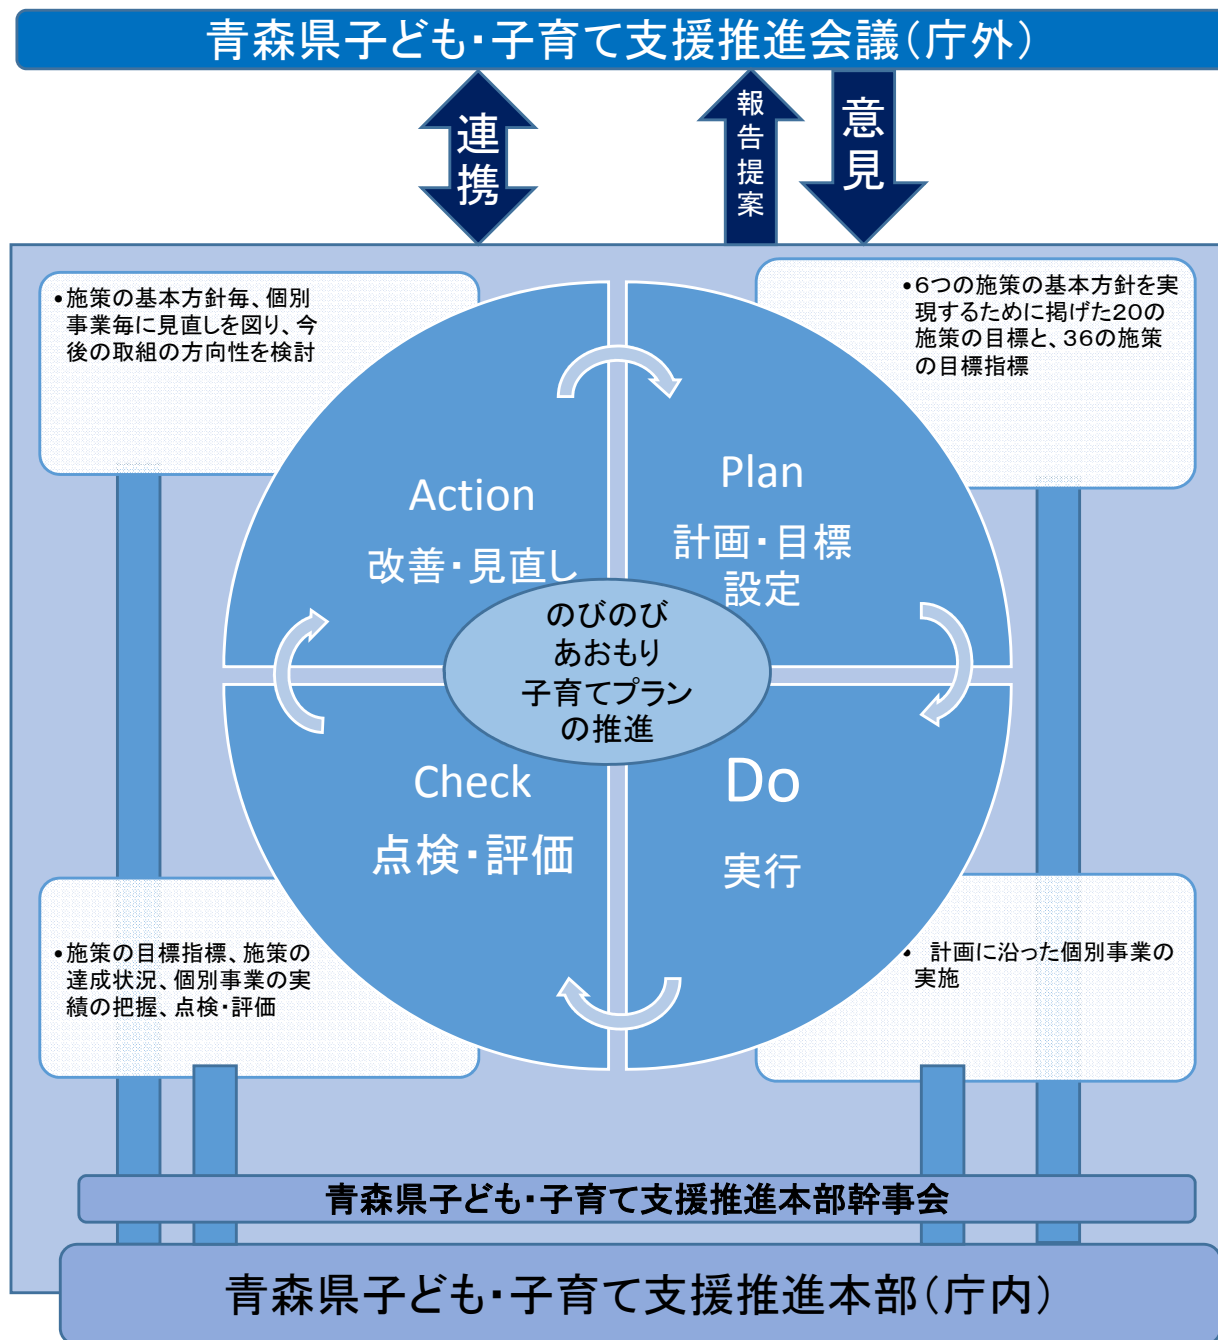 青森県子ども・子育て支援推進会議（庁外）
連携
報告提案
意見
•施策の基本方針毎、個別
事業毎に見直しを図り、今
後の取組の方向性を検討
•6つの施策の基本方針を実
現するために掲げた20の
施策の目標と、36の施策
の目標指標
Action
改善・見直し
Plan
計画・目標
設定
のびのび
あおもり
子育てプラン
の推進
Check
点検・評価
Do
実行
•施策の目標指標、施策の
達成状況、個別事業の実
績の把握、点検・評価
• 計画に沿った個別事業の
実施
青森県子ども・子育て支援推進本部幹事会
青森県子ども・子育て支援推進本部（庁内）